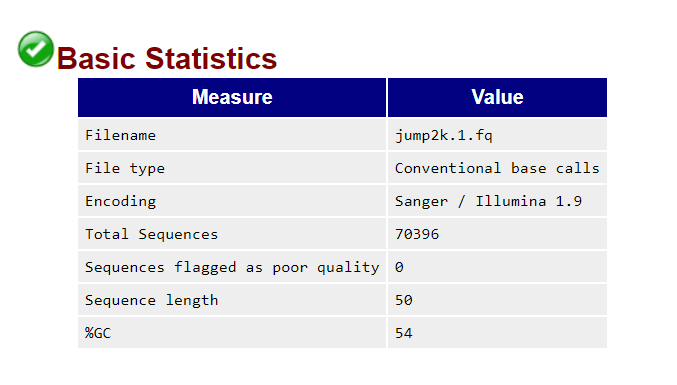 Basic Statistics
Measure Value
Filename jump2k.1.fq
File type Conventional base calls
Encoding Sanger / Illumina 1.9
Total Sequences 70396
Sequences flagged as poor quality 0
Sequence length 50
%GC 54